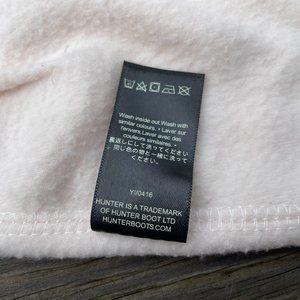 Wash inside out Wash with
similar colours. • Laver sur
l'envers Laver avec des
couleurs similaires. •
裏返しにして洗ってください
• 同じ色の物と一緒に洗って
ください
YI/0416
HUNTER IS A TRADEMARK
OF HUNTER BOOT LTD
HUNTERBOOTS.COM